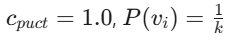 $c_{puct} = 1.0, P(v_i) = \frac{1}{k}$